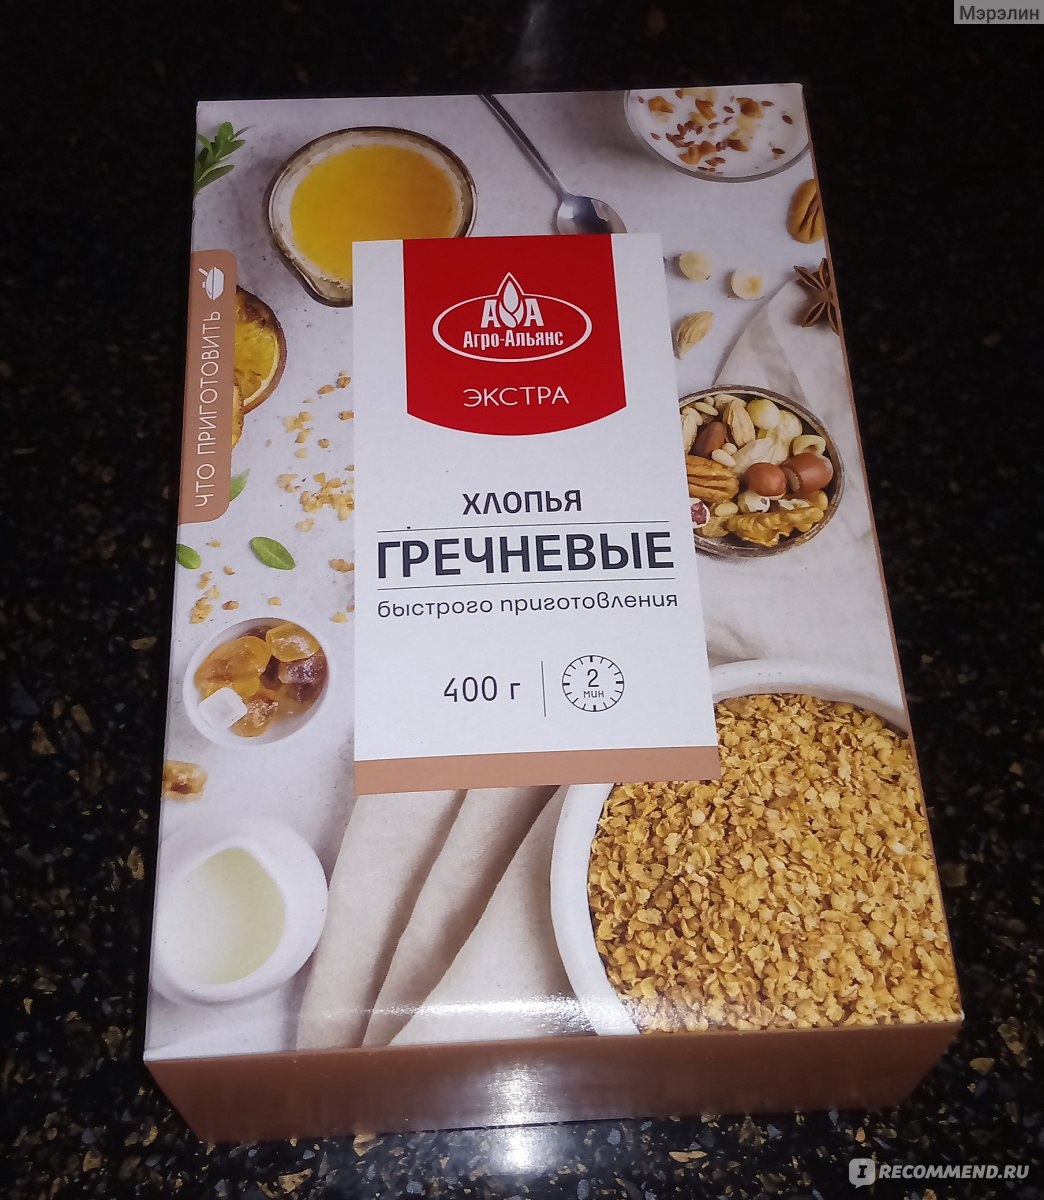 Мэрэлин
ЧТО ПРИГОТОВИТЬ
АА
Агро-Альянс
ЭКСТРА
ХЛОПЬЯ
ГРЕЧНЕВЫЕ
быстрого приготовления
400 г
2
мин
IRECOMMEND.RU